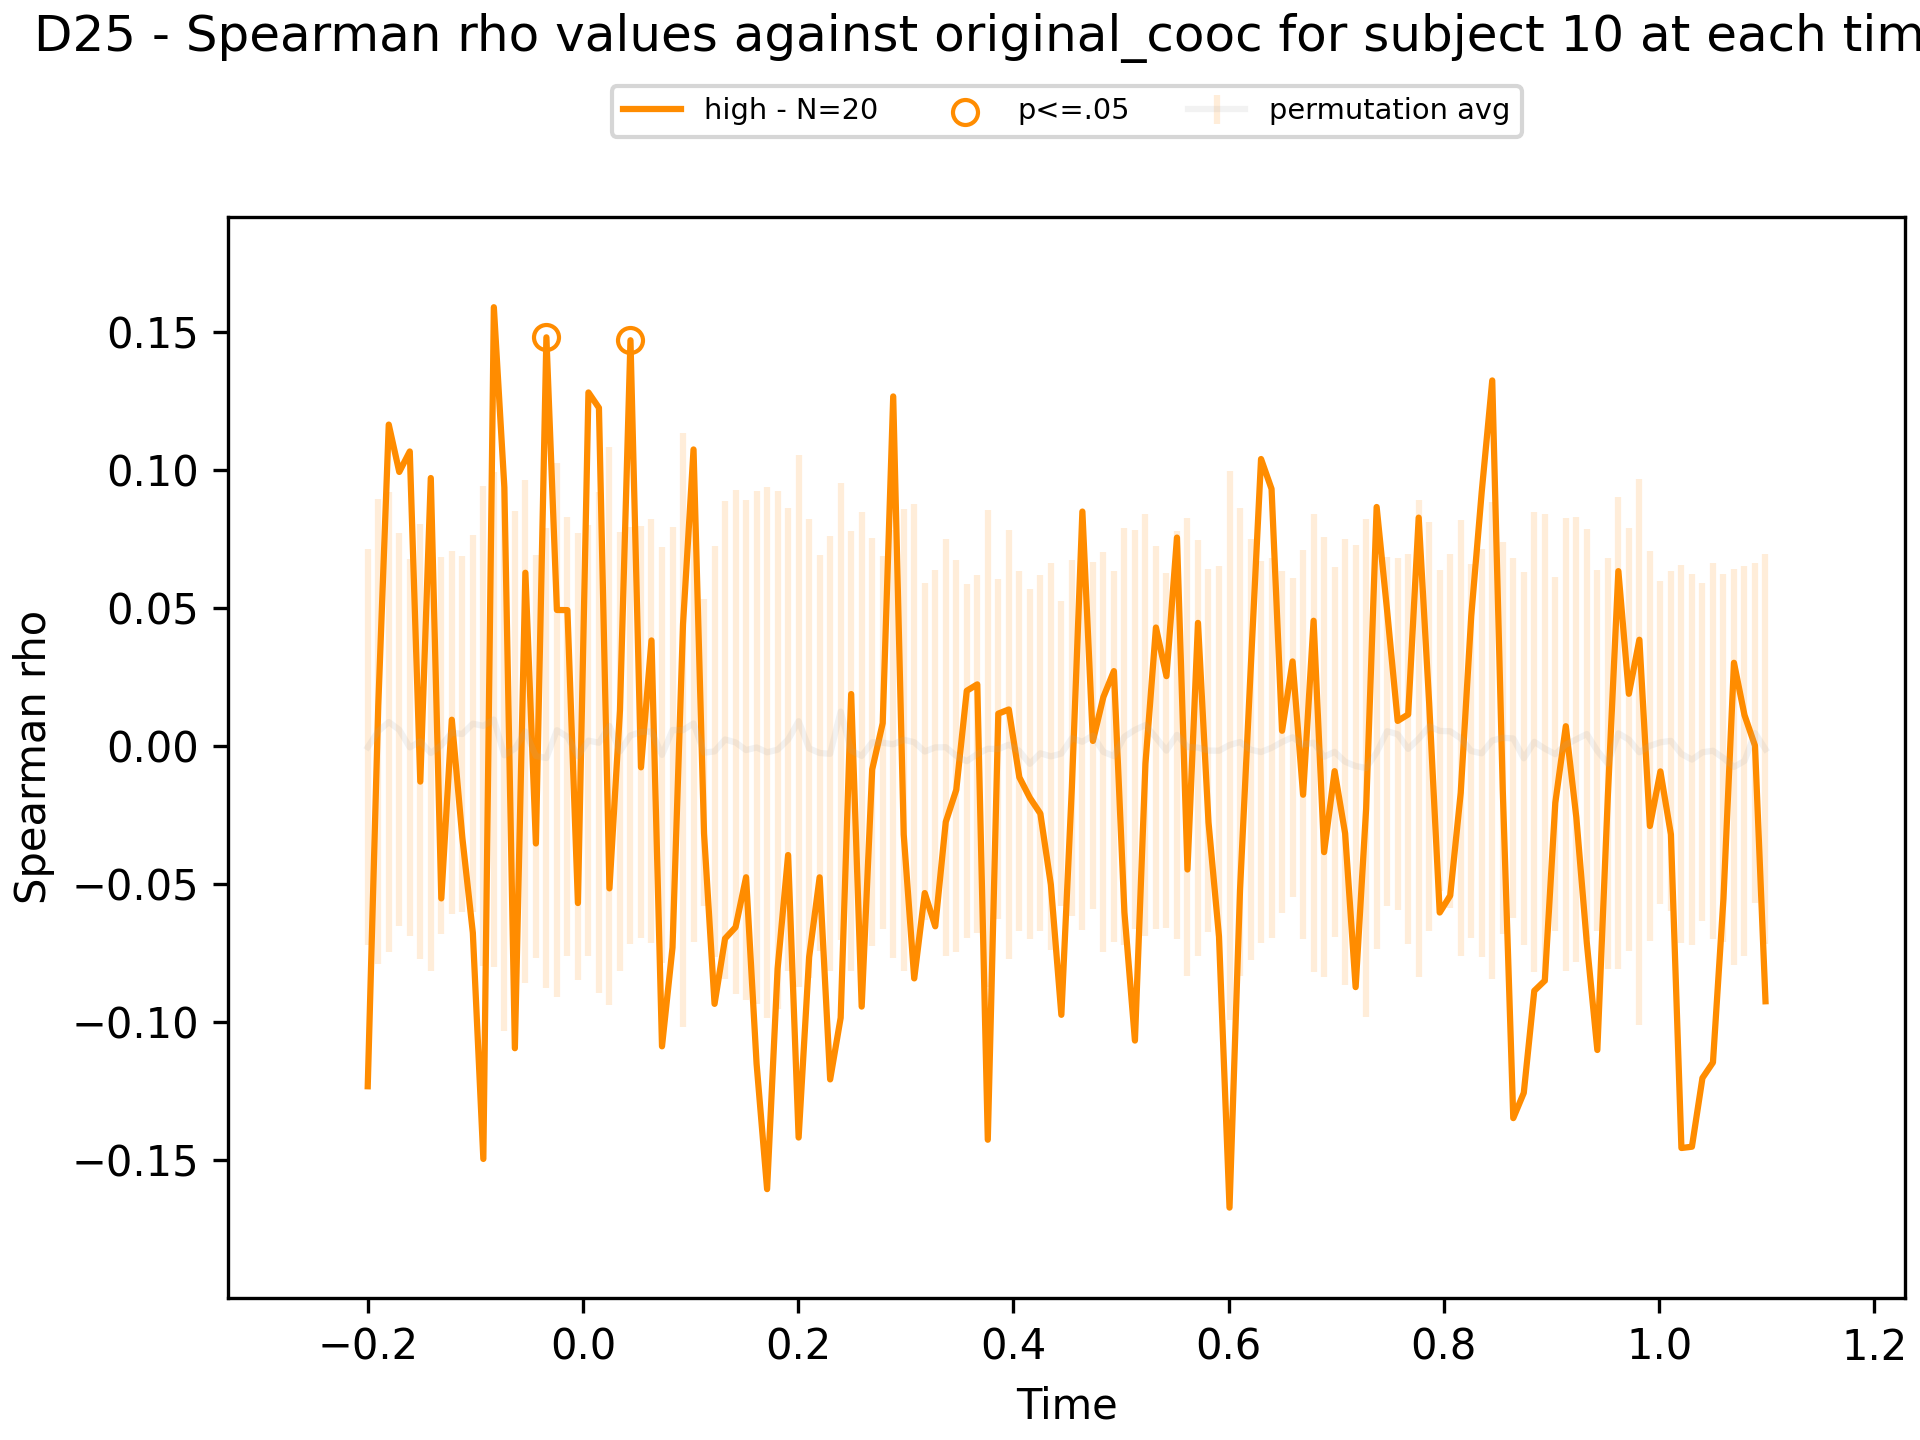 D25 - Spearman rho values against original_cooc for subject 10 at each tim
high - N=20 p<=.05 permutation avg
0.15
0.10
0.05
0.00
−0.05
−0.10
−0.15
Spearman rho
−0.2 0.0 0.2 0.4 0.6 0.8 1.0 1.2
Time